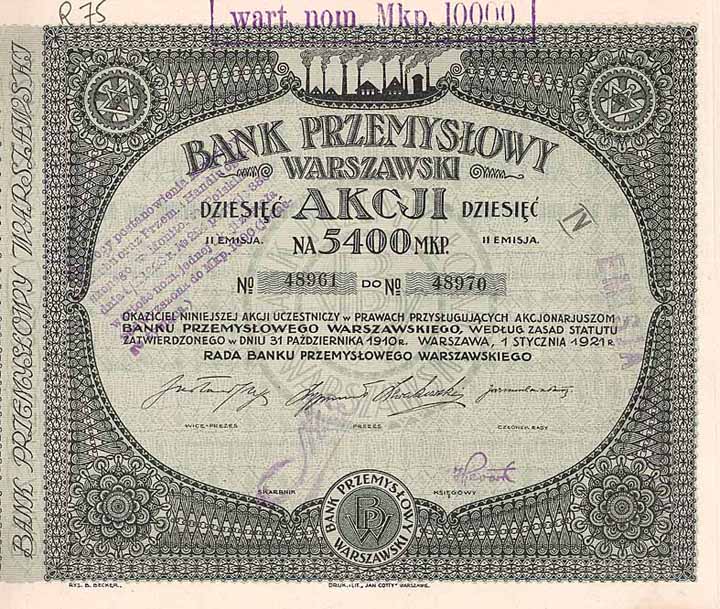 R 75
wart. nom. Mkp. 10000
BANK PRZEMYSŁOWY WARSZAWSKI
BANK PRZEMYSŁOWY
WARSZAWSKI
DZIESIĘĆ AKCJI DZIESIĘĆ
II EMISJA. NA 5400 MKP. II EMISJA.
IV
№ 48961 DO № 48970
OKAZICIEL NINIEJSZEJ AKCJI UCZESTNICZY W PRAWACH PRZYSŁUGUJĄCYCH AKCJONARJUSZOM
BANKU PRZEMYSŁOWEGO WARSZAWSKIEGO, WEDŁUG ZASAD STATUTU
ZATWIERDZONEGO W DNIU 31 PAŹDZIERNIKA 1910 R. WARSZAWA, 1 STYCZNIA 1921 R.
RADA BANKU PRZEMYSŁOWEGO WARSZAWSKIEGO
WICE-PREZES PREZES CZŁONEK RADY
SKARBNIK KSIĘGOWY
BANK PRZEMYSŁOWY
BPW
WARSZAWSKI
RYS. B. BECKER. DRUK. i LIT. „JAN COTTY" WARSZAWA.